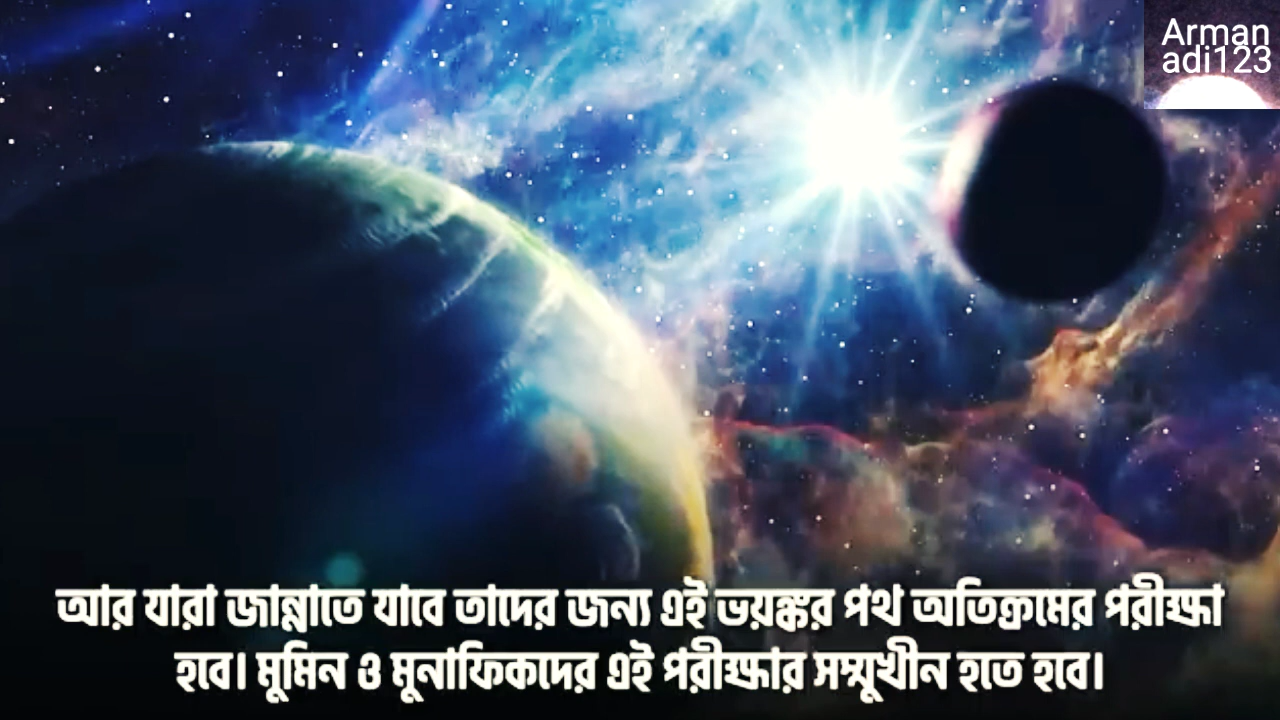 Arman
adi123
আর যারা জান্নাতে যাবে তাদের জন্য এই ভয়ঙ্কর পথ অতিক্রমের পরীক্ষা
হবে। মুমিন ও মুনাফিকদের এই পরীক্ষার সম্মুখীন হতে হবে।